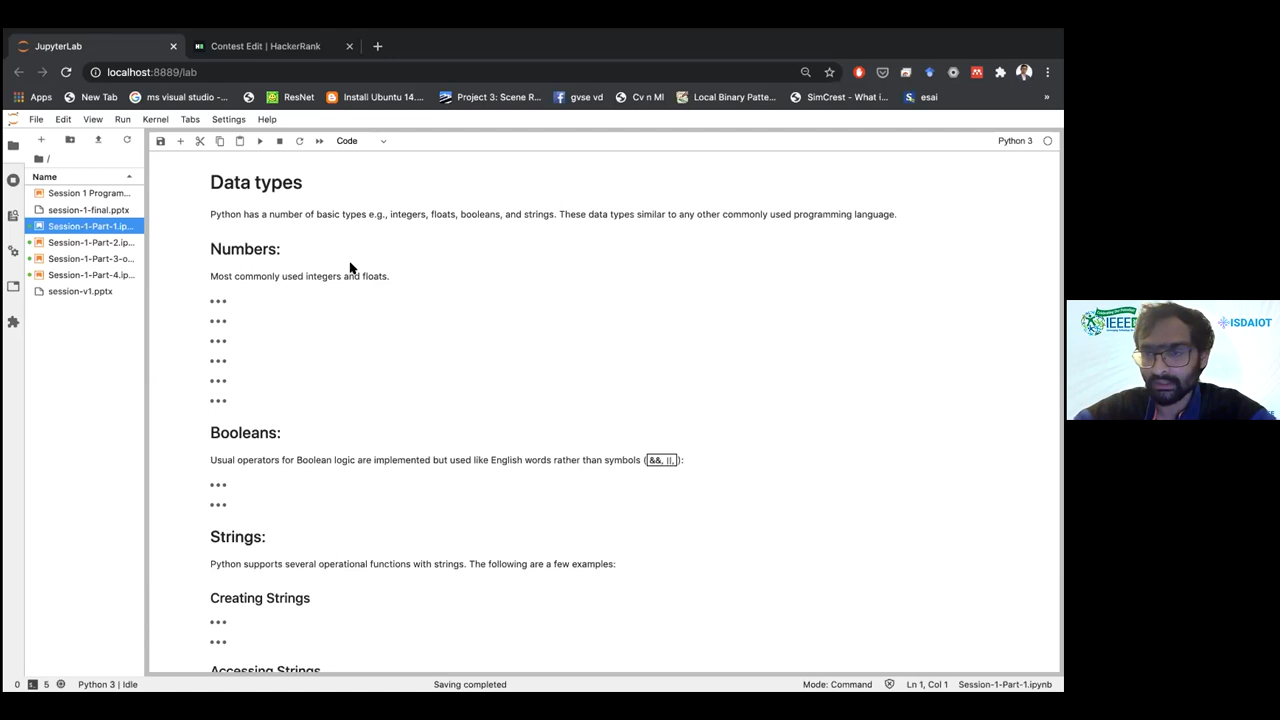 JupyterLab
Contest Edit | HackerRank
localhost:8889/lab
Apps
New Tab
ms visual studio -...
ResNet
Install Ubuntu 14....
Project 3: Scene R...
gvse vd
Cv n Ml
Local Binary Patte...
SimCrest - What i...
esai
»
File Edit View Run Kernel Tabs Settings Help
Code
Python 3
/
Name
Session 1 Program...
session-1-final.pptx
Session-1-Part-1.ip...
Session-1-Part-2.ip...
Session-1-Part-3-o...
Session-1-Part-4.ip...
session-v1.pptx
Data types
Python has a number of basic types e.g., integers, floats, booleans, and strings. These data types similar to any other commonly used programming language.
Numbers:
Most commonly used integers and floats.
Booleans:
Usual operators for Boolean logic are implemented but used like English words rather than symbols (&&, ||,):
Strings:
Python supports several operational functions with strings. The following are a few examples:
Creating Strings
Accessing Strings
0
5
Python 3 | Idle
Saving completed
Mode: Command
Ln 1, Col 1
Session-1-Part-1.ipynb
ISDAIOT